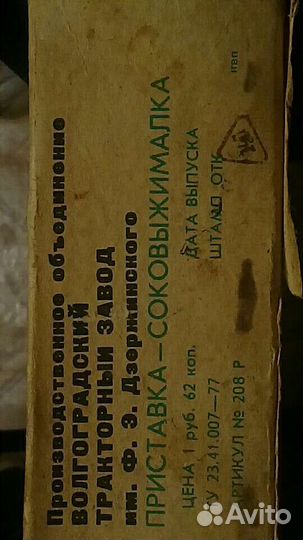 Производственное объединение
ВОЛГОГРАДСКИЙ
ТРАКТОРНЫЙ ЗАВОД
им. Ф. Э. Дзержинского
ПРИСТАВКА — СОКОВЫЖИМАЛКА
ЦЕНА 1 руб. 62 коп.
ТУ 23.41.007—77
АРТИКУЛ № 208 Р
ДАТА ВЫПУСКА
ШТАМП ОТК
Avito